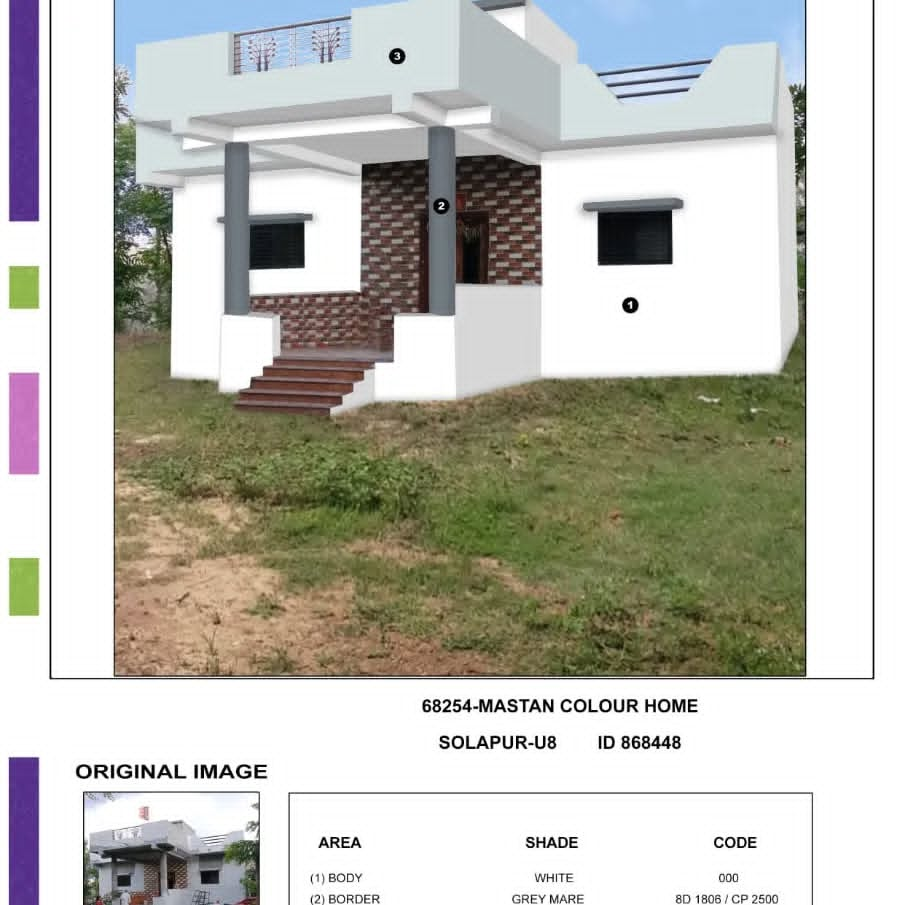 3
2
1
68254-MASTAN COLOUR HOME
SOLAPUR-U8 ID 868448
ORIGINAL IMAGE
AREA SHADE CODE
(1) BODY WHITE 000
(2) BORDER GREY MARE 8D 1806 / CP 2500